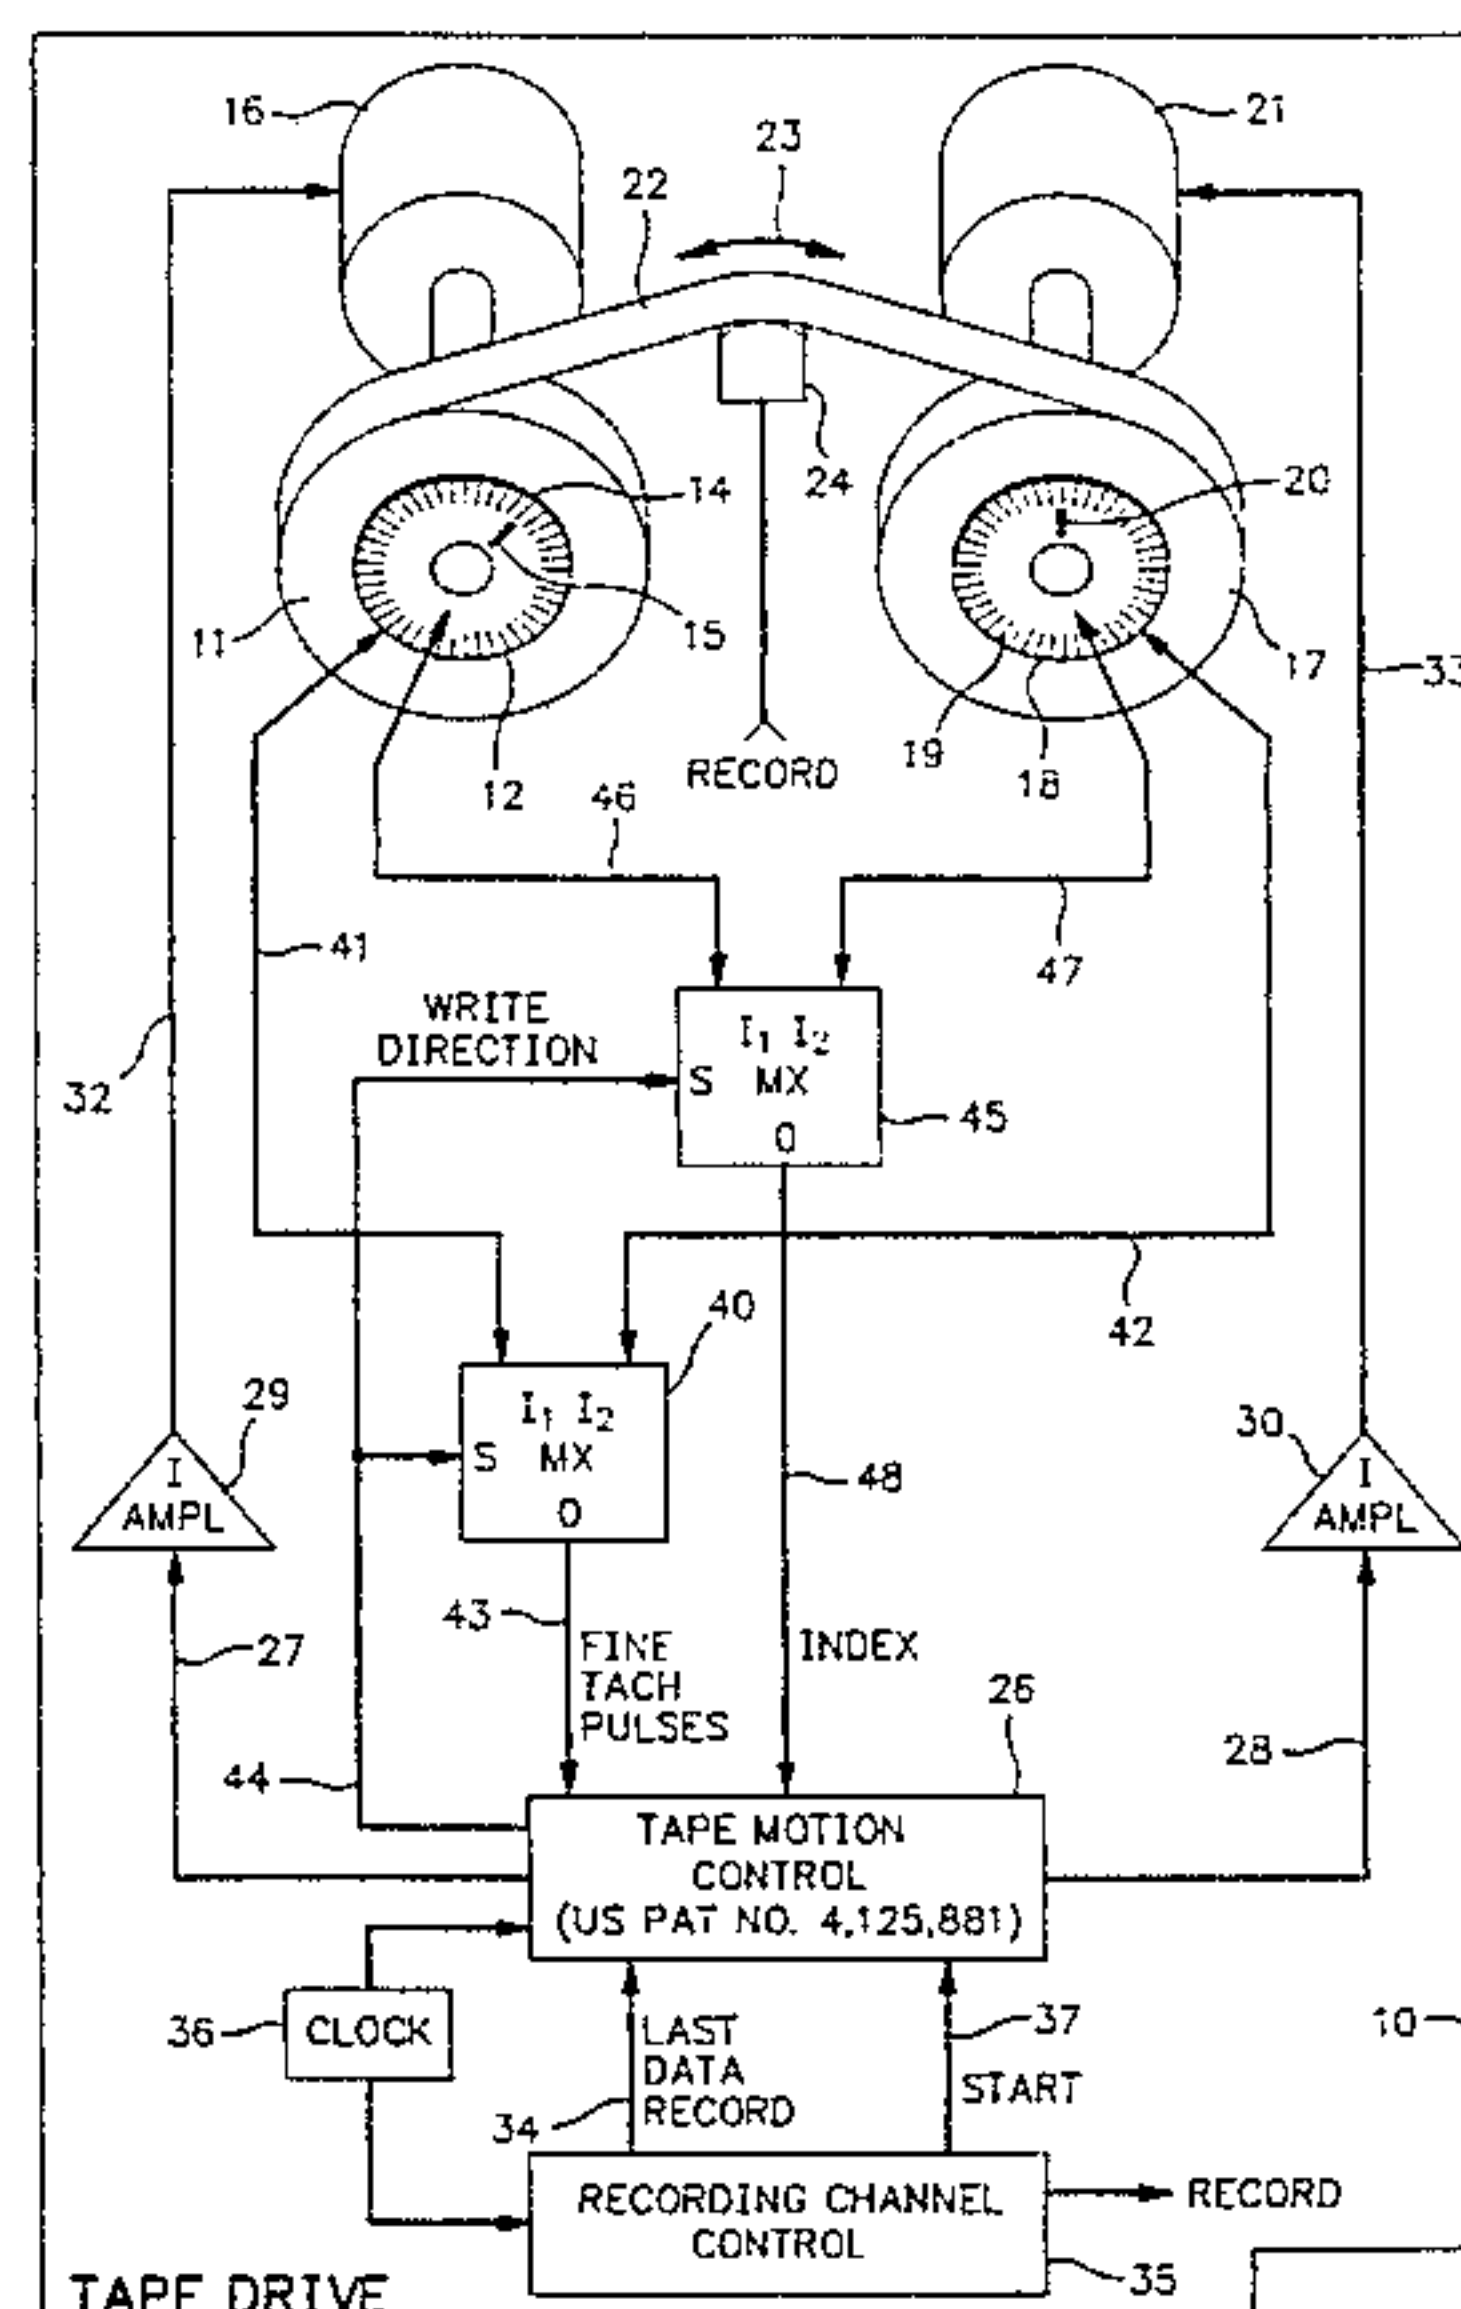 16
21
23
22
14
24
20
11
15
17
33
19
12
18
RECORD
46
41
47
WRITE
DIRECTION
I₁ I₂
S MX
O
32
45
40
42
29
I₁ I₂
S MX
O
30
I
AMPL
I
AMPL
48
43
27
FINE
TACH
PULSES
INDEX
26
28
44
TAPE MOTION
CONTROL
(US PAT NO. 4,125,881)
36
CLOCK
LAST
DATA
RECORD
37
START
10
34
RECORDING CHANNEL
CONTROL
RECORD
35
TAPE DRIVE